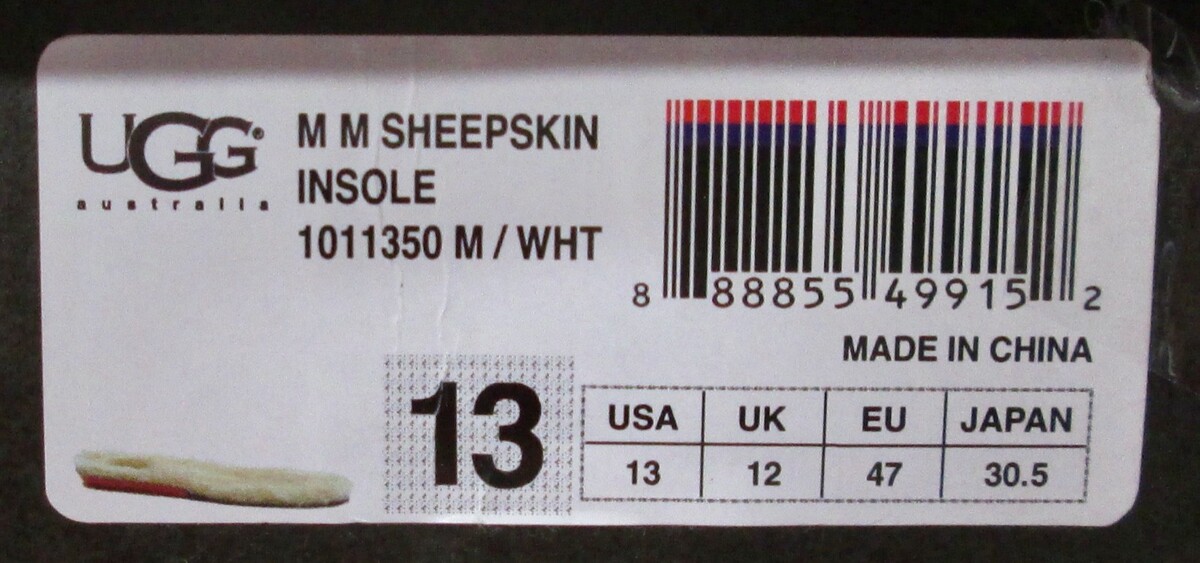 UGG®
australia
M M SHEEPSKIN
INSOLE
1011350 M / WHT
8 88855 49915 2
MADE IN CHINA
13
USA UK EU JAPAN
13 12 47 30.5